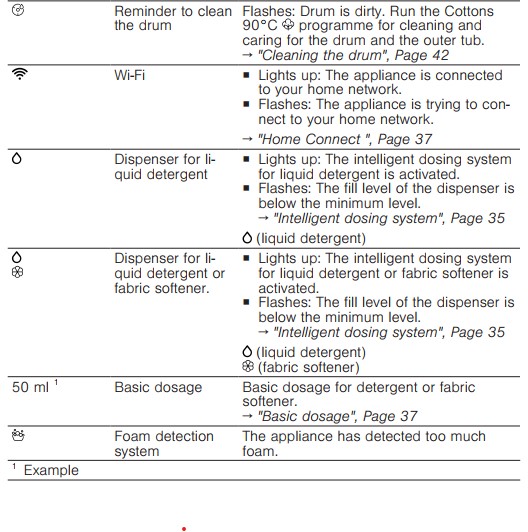 Reminder to clean
the drum
Flashes: Drum is dirty. Run the Cottons
90°C programme for cleaning and
caring for the drum and the outer tub.
→ "Cleaning the drum", Page 42
Wi-Fi
■ Lights up: The appliance is connected
to your home network.
■ Flashes: The appliance is trying to con-
nect to your home network.
→ "Home Connect ", Page 37
Dispenser for li-
quid detergent
■ Lights up: The intelligent dosing system
for liquid detergent is activated.
■ Flashes: The fill level of the dispenser is
below the minimum level.
→ "Intelligent dosing system", Page 35
(liquid detergent)
Dispenser for li-
quid detergent or
fabric softener.
■ Lights up: The intelligent dosing system
for liquid detergent or fabric softener is
activated.
■ Flashes: The fill level of the dispenser is
below the minimum level.
→ "Intelligent dosing system", Page 35
(liquid detergent)
(fabric softener)
50 ml ¹
Basic dosage
Basic dosage for detergent or fabric
softener.
→ "Basic dosage", Page 37
Foam detection
system
The appliance has detected too much
foam.
¹ Example